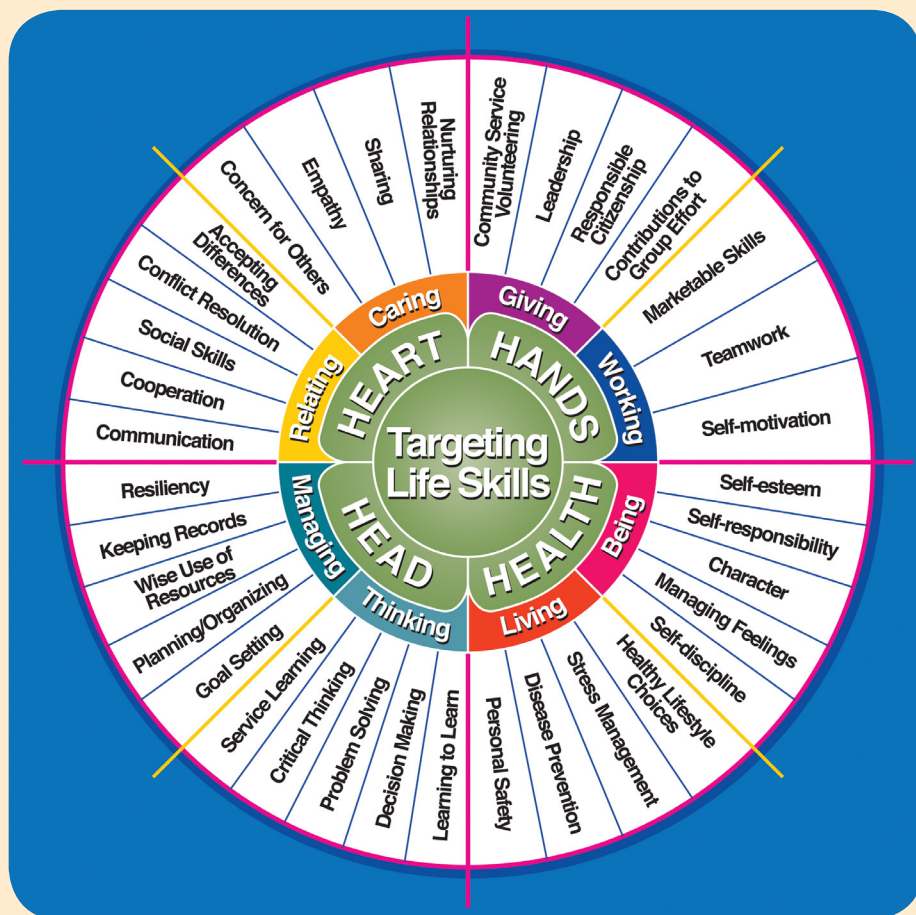 Targeting
Life Skills
HEART
HANDS
HEALTH
HEAD
Caring
Giving
Working
Being
Living
Thinking
Managing
Relating
Community Service
Volunteering
Leadership
Responsible
Citizenship
Contributions to
Group Effort
Marketable Skills
Teamwork
Self-motivation
Self-esteem
Self-responsibility
Character
Managing Feelings
Self-discipline
Healthy Lifestyle
Choices
Stress Management
Disease Prevention
Personal Safety
Learning to Learn
Decision Making
Problem Solving
Critical Thinking
Service Learning
Goal Setting
Planning/Organizing
Wise Use of
Resources
Keeping Records
Resiliency
Communication
Cooperation
Social Skills
Conflict Resolution
Accepting
Differences
Concern for Others
Empathy
Sharing
Nurturing
Relationships